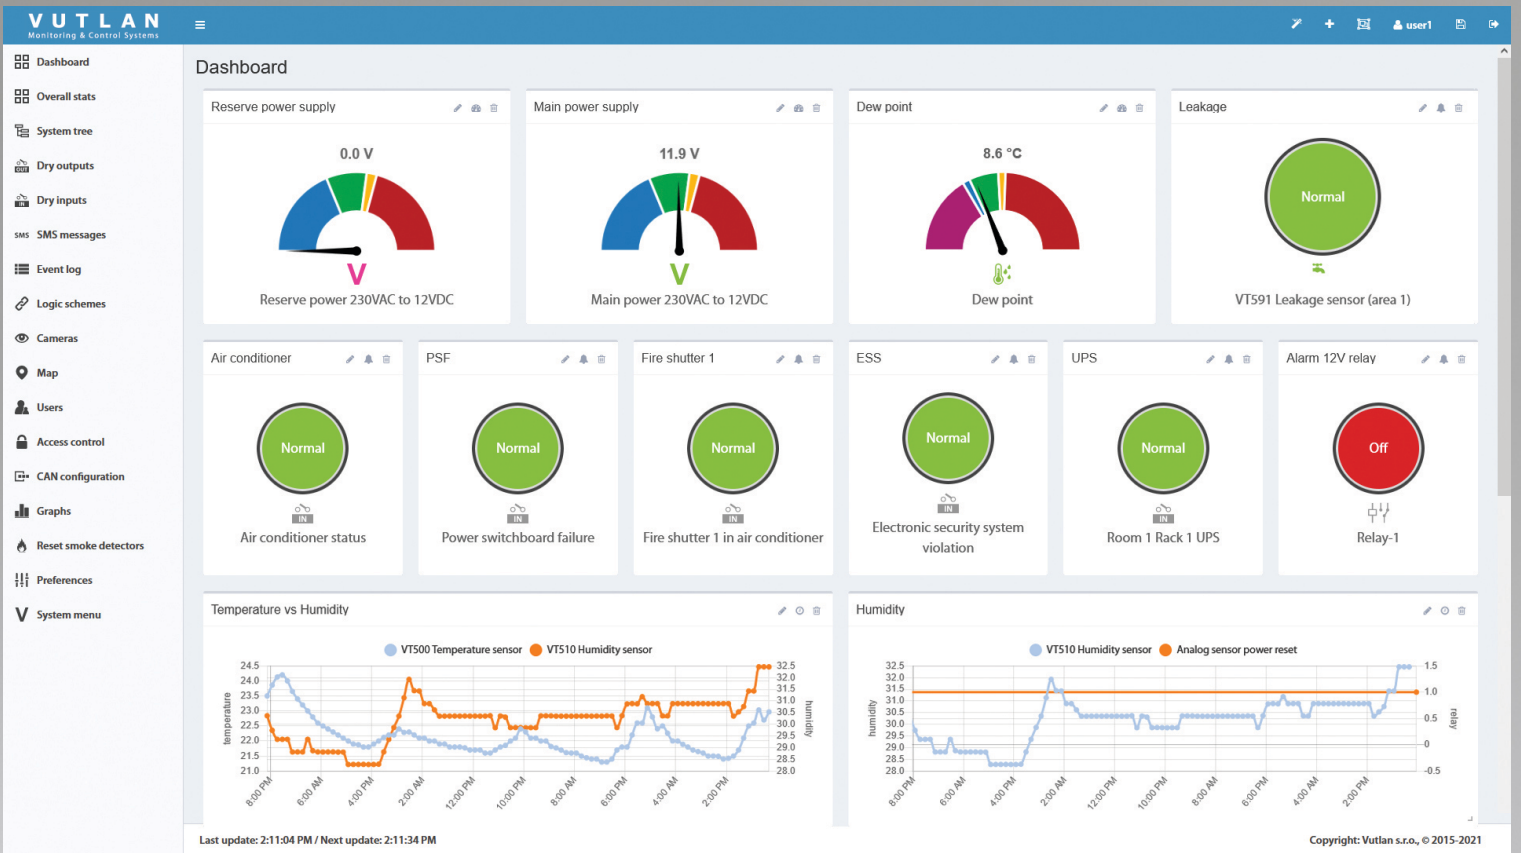 VUTLAN
Monitoring & Control Systems
user1
Dashboard
Overall stats
System tree
OUT Dry outputs
IN Dry inputs
SMS SMS messages
Event log
Logic schemes
Cameras
Map
Users
Access control
CAN configuration
Graphs
Reset smoke detectors
Preferences
V System menu
Dashboard
Reserve power supply
0.0 V
V
Reserve power 230VAC to 12VDC
Main power supply
11.9 V
V
Main power 230VAC to 12VDC
Dew point
8.6 °C
Dew point
Leakage
Normal
VT591 Leakage sensor (area 1)
Air conditioner
Normal
IN
Air conditioner status
PSF
Normal
IN
Power switchboard failure
Fire shutter 1
Normal
IN
Fire shutter 1 in air conditioner
ESS
Normal
IN
Electronic security system
violation
UPS
Normal
IN
Room 1 Rack 1 UPS
Alarm 12V relay
Off
Relay-1
Temperature vs Humidity
VT500 Temperature sensor VT510 Humidity sensor
temperature
24.5
24.0
23.5
23.0
22.5
22.0
21.5
21.0
32.5
32.0
31.5
31.0
30.5
30.0
29.5
29.0
28.5
28.0
humidity
8:00 PM 6:00 AM 4:00 PM 2:00 AM 12:00 PM 10:00 PM 8:00 AM 6:00 PM 4:00 AM 2:00 PM
Humidity
VT510 Humidity sensor Analog sensor power reset
humidity
32.5
32.0
31.5
31.0
30.5
30.0
29.5
29.0
28.5
28.0
1.5
1.0
0.5
0
-0.5
relay
8:00 PM 6:00 AM 4:00 PM 2:00 AM 12:00 PM 10:00 PM 8:00 AM 6:00 PM 4:00 AM 2:00 PM
Last update: 2:11:04 PM / Next update: 2:11:34 PM
Copyright: Vutlan s.r.o., © 2015-2021